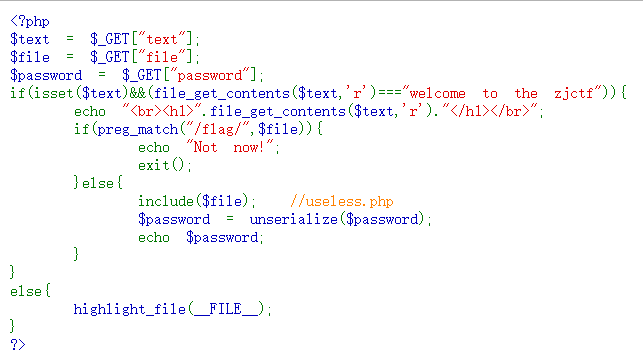 <?php
$text = $_GET["text"];
$file = $_GET["file"];
$password = $_GET["password"];
if(isset($text)&&(file_get_contents($text,'r')==="welcome to the zjctf")){
        echo "<br><h1>".file_get_contents($text,'r')."</h1></br>";
        if(preg_match("/flag/",$file)){
                echo "Not now!";
                exit();
        }else{
                include($file);  //useless.php
                $password = unserialize($password);
                echo $password;
        }
}
else{
        highlight_file(__FILE__);
}
?>